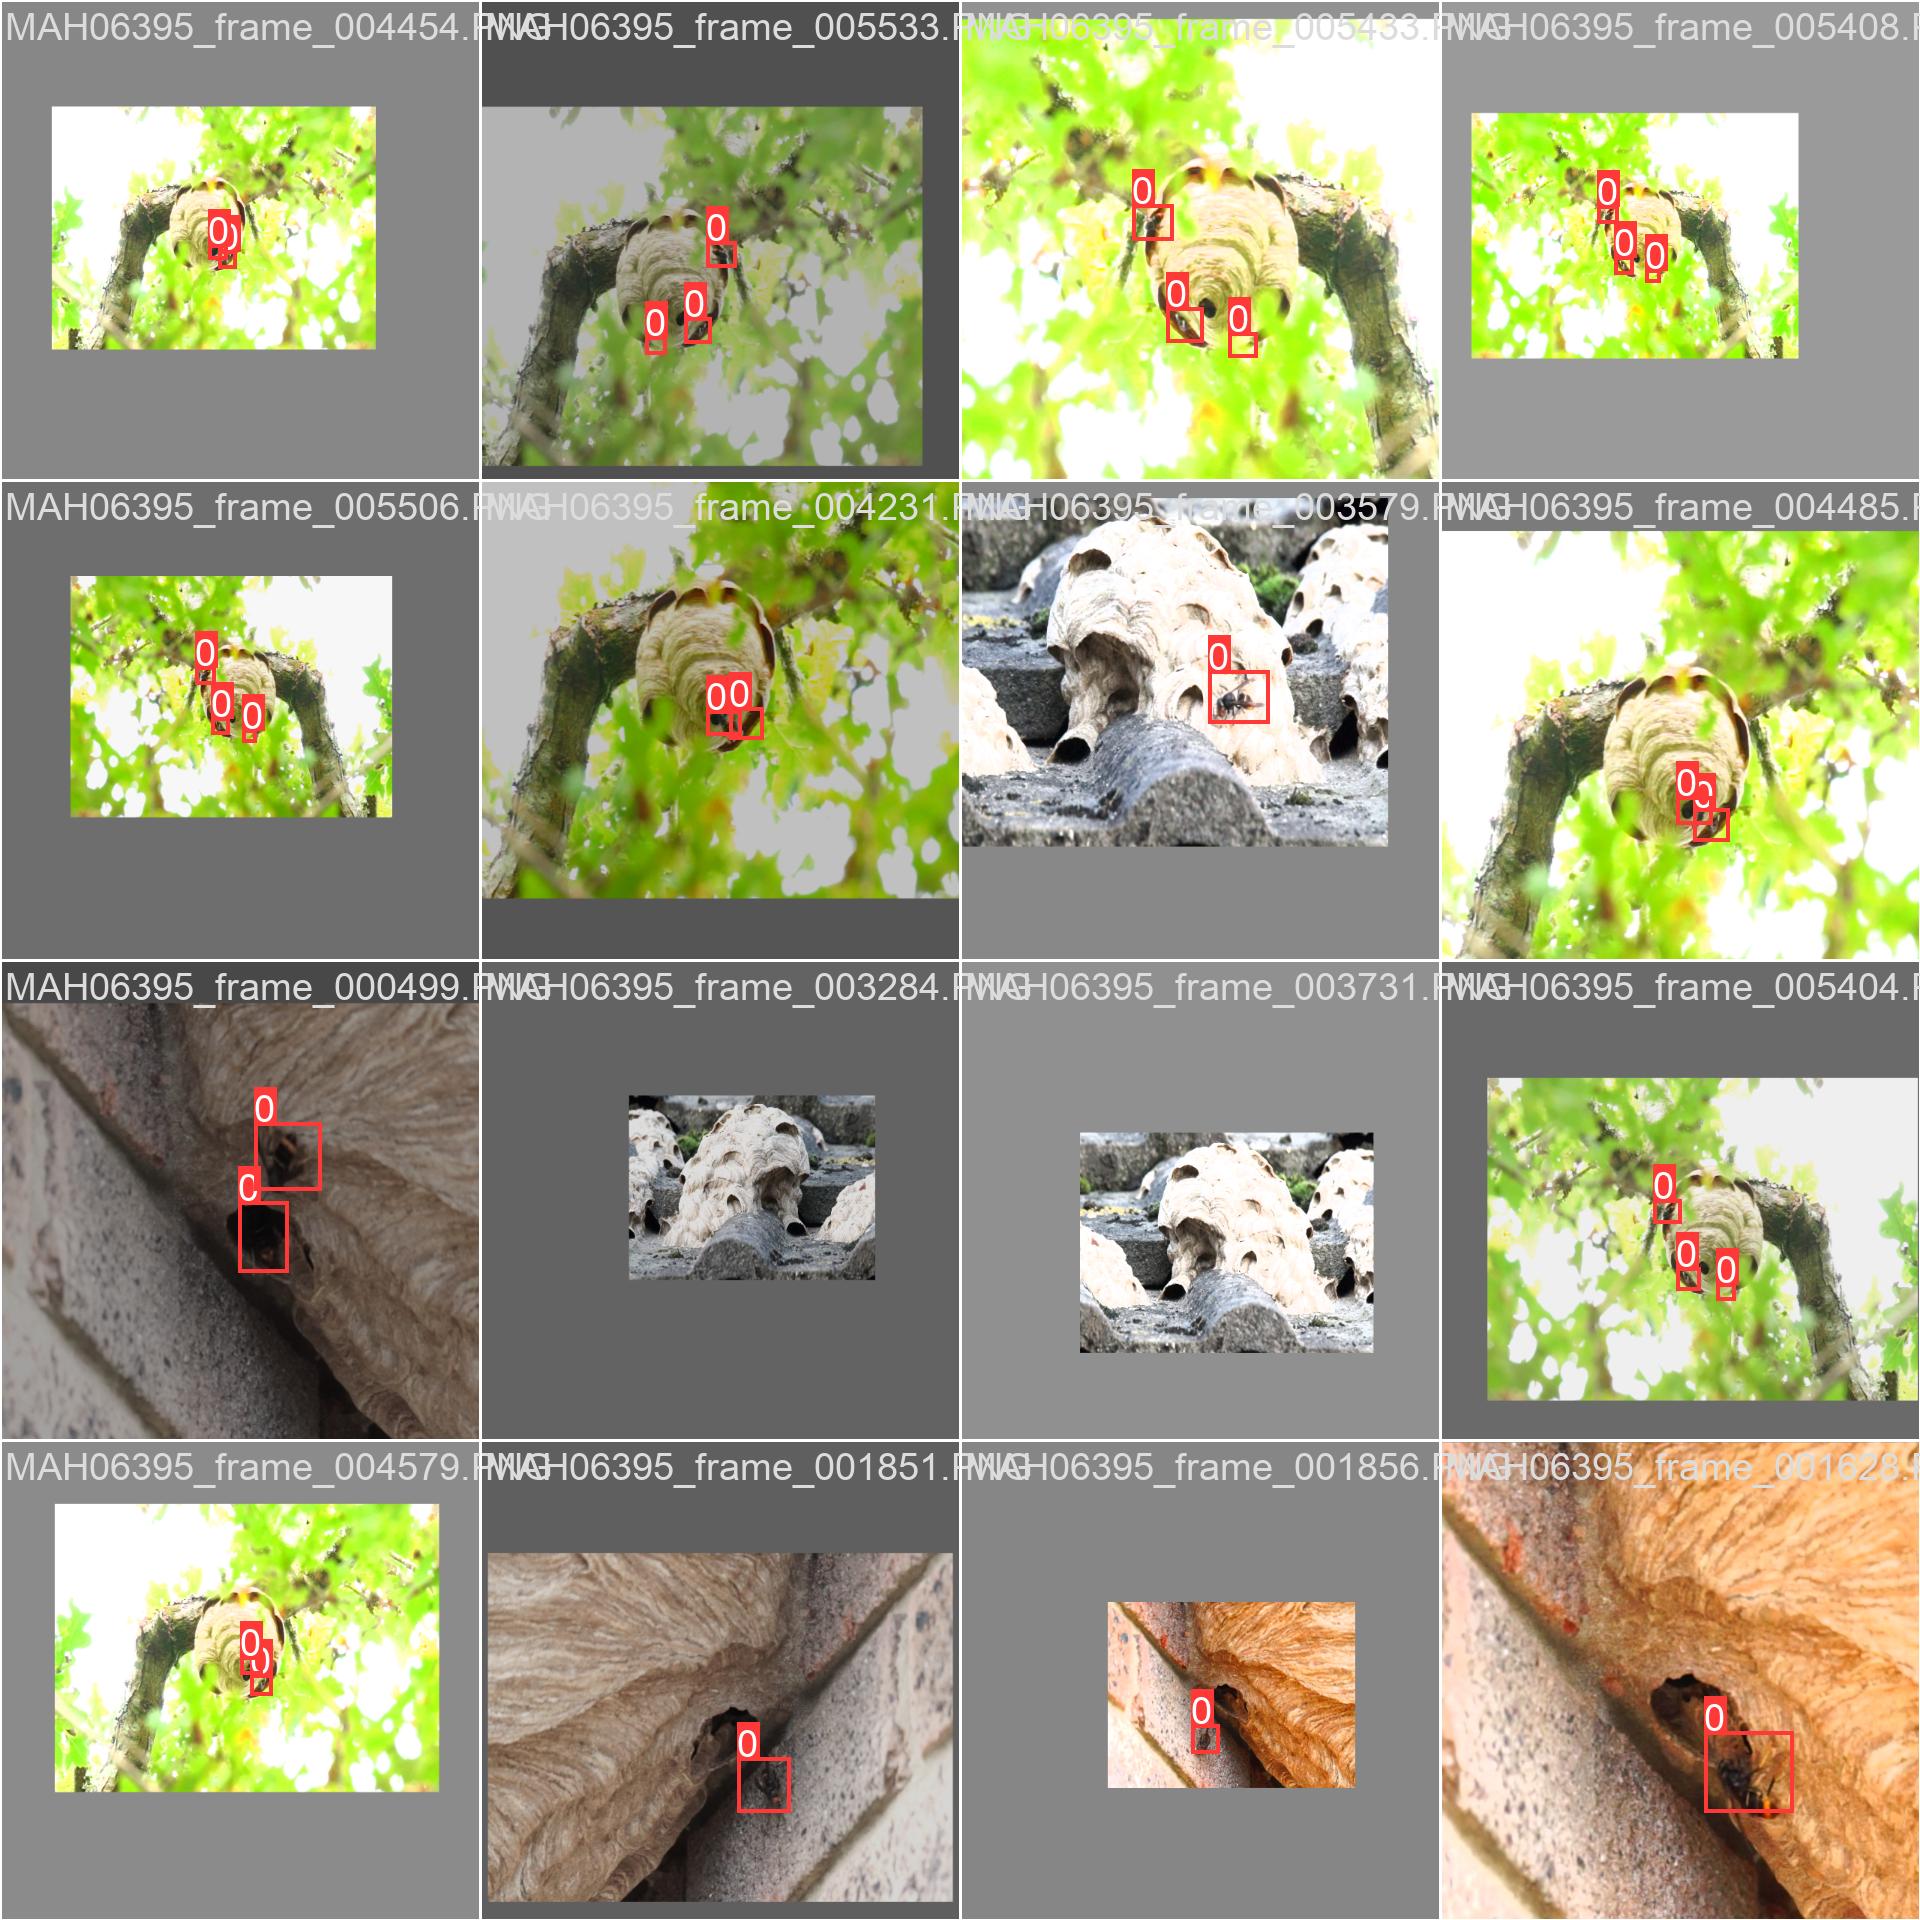 MAH06395_frame_004454.PNG
MAH06395_frame_005533.PNG
MAH06395_frame_005433.PNG
MAH06395_frame_005408.P
0
0
0
0
0
0
0
0
0
0
0
MAH06395_frame_005506.PNG
MAH06395_frame_004231.PNG
MAH06395_frame_003579.PNG
MAH06395_frame_004485.P
0
0
0
0
0
0
0
0
MAH06395_frame_000499.PNG
MAH06395_frame_003284.PNG
MAH06395_frame_003731.PNG
MAH06395_frame_005404.P
0
0
0
0
0
MAH06395_frame_004579.PNG
MAH06395_frame_001851.PNG
MAH06395_frame_001856.PNG
MAH06395_frame_001628.P
0
0
0
0
0